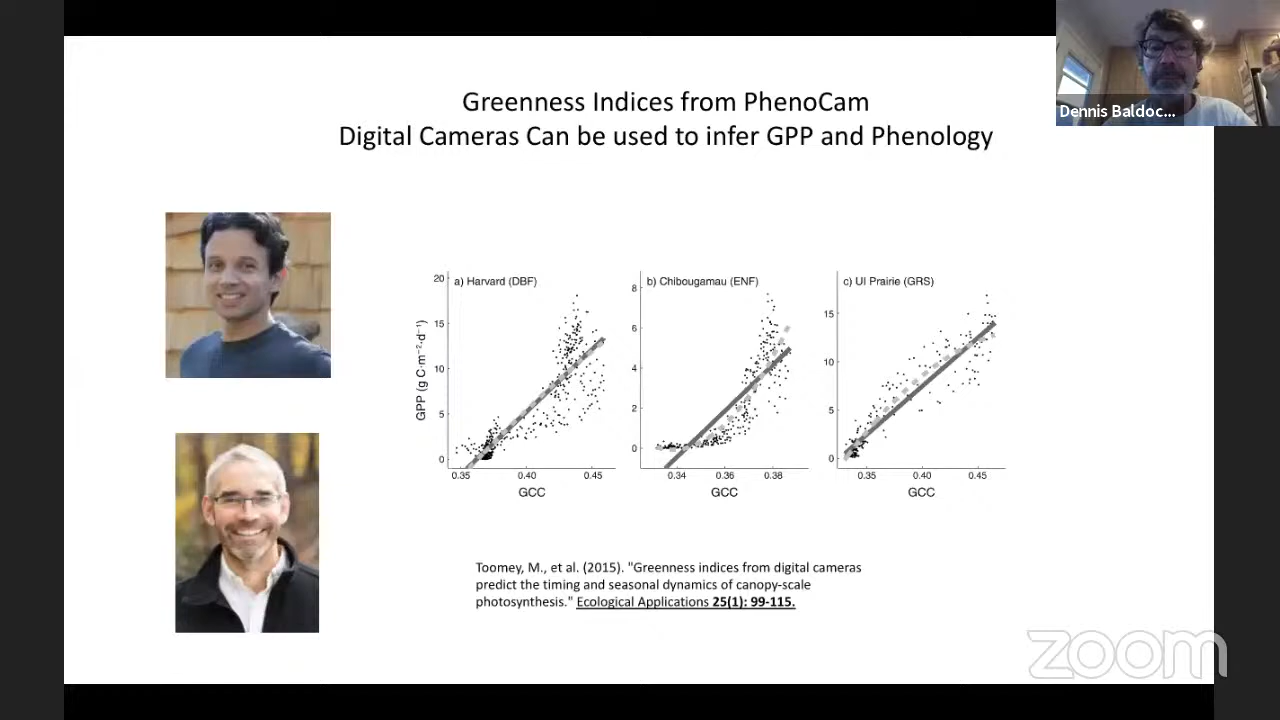 Greenness Indices from PhenoCam
Digital Cameras Can be used to infer GPP and Phenology
Dennis Baldoc...
a) Harvard (DBF)
b) Chibougamau (ENF)
c) UI Prairie (GRS)
GPP (g C·m⁻²·d⁻¹)
20
15
10
5
0
0.35 0.40 0.45
GCC
8
6
4
2
0
0.34 0.36 0.38
GCC
15
10
5
0
0.35 0.40 0.45
GCC
Toomey, M., et al. (2015). "Greenness indices from digital cameras
predict the timing and seasonal dynamics of canopy-scale
photosynthesis." Ecological Applications 25(1): 99-115.
zoom